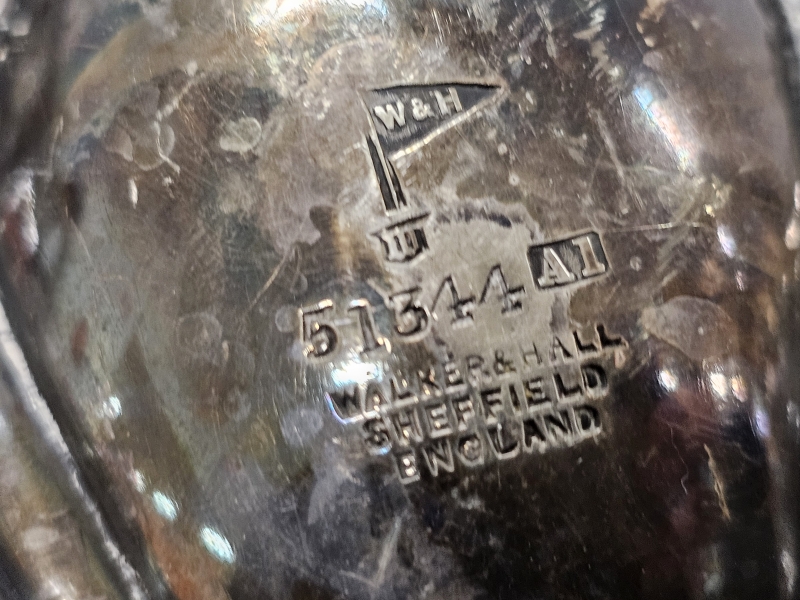 W&H
51344 A1
WALKER & HALL
SHEFFIELD
ENGLAND